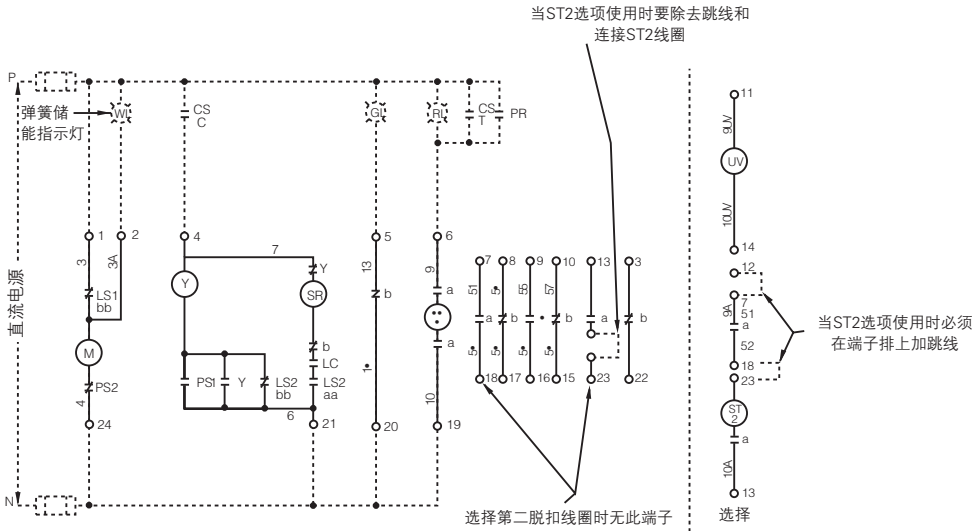 当ST2选项使用时要除去跳线和
连接ST2线圈
P
弹簧储
能指示灯
WL
CS
C
GL
RL
CS
T
PR
11
9UV
UV
10UV
14
12
7
51
9A
a
52
18
23
ST
2
a
10A
13
选择
当ST2选项使用时必须
在端子排上加跳线
1
2
3
3A
LS1
bb
M
PS2
4
24
直流电源
4
7
Y
Y
SR
b
LC
LS2
aa
PS1
Y
LS2
bb
6
21
5
13
b
20
6
9
a
a
10
19
7
8
9
10
13
3
51
55
57
a
b
b
a
b
18
17
16
15
23
22
N
选择第二脱扣线圈时无此端子